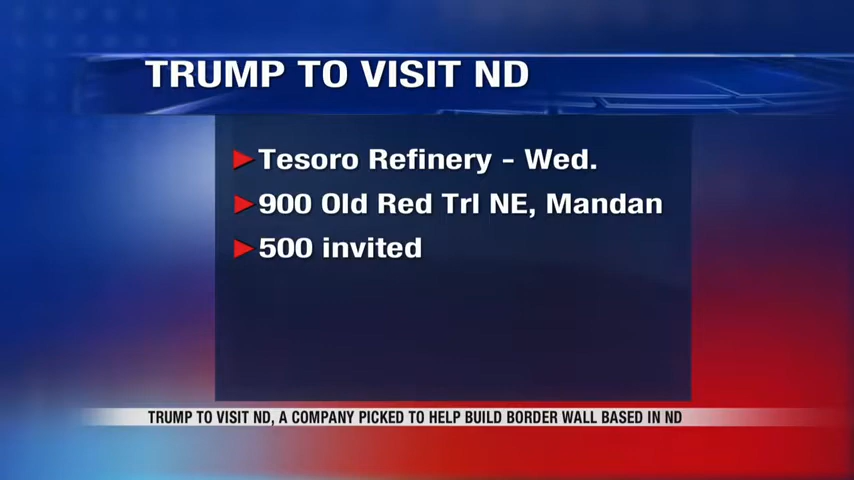 TRUMP TO VISIT ND
Tesoro Refinery - Wed.
900 Old Red Trl NE, Mandan
500 invited
TRUMP TO VISIT ND, A COMPANY PICKED TO HELP BUILD BORDER WALL BASED IN ND